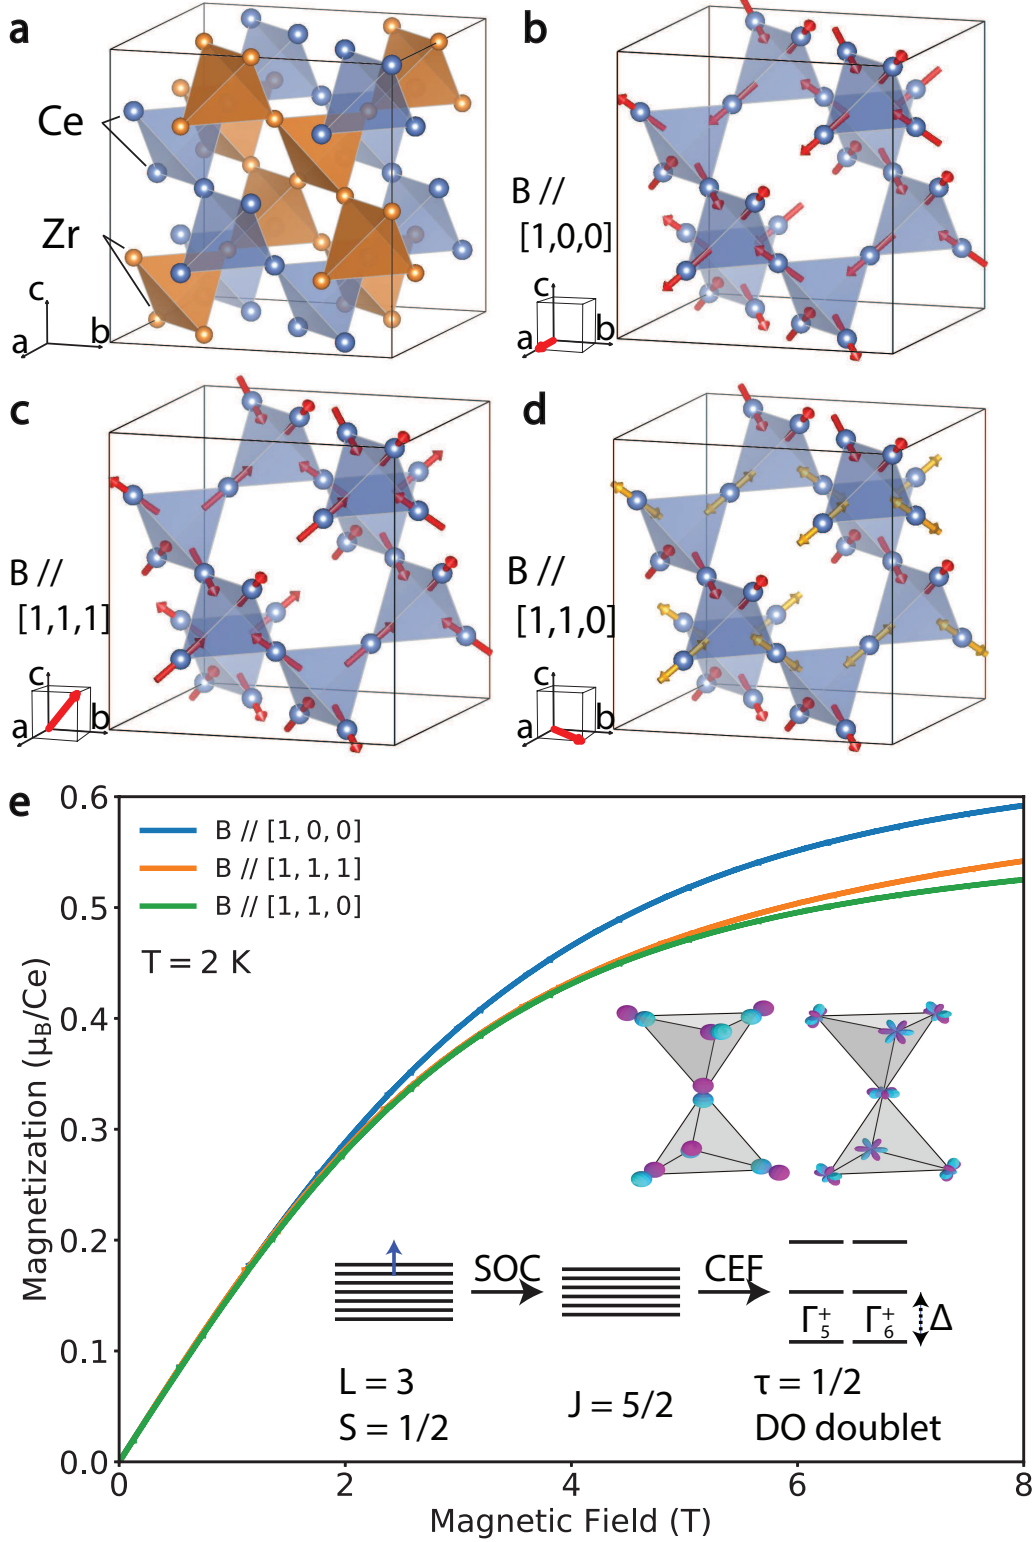 a
Ce
Zr
c
a
b
b
B //
[1,0,0]
c
a
b
c
B //
[1,1,1]
c
a
b
d
B //
[1,1,0]
c
a
b
e
0.6
0.5
0.4
0.3
0.2
0.1
0.0
Magnetization (μB/Ce)
B // [1, 0, 0]
B // [1, 1, 1]
B // [1, 1, 0]
T = 2 K
SOC
CEF
Γ5+
Γ6+
Δ
L = 3
S = 1/2
J = 5/2
τ = 1/2
DO doublet
0 2 4 6 8
Magnetic Field (T)